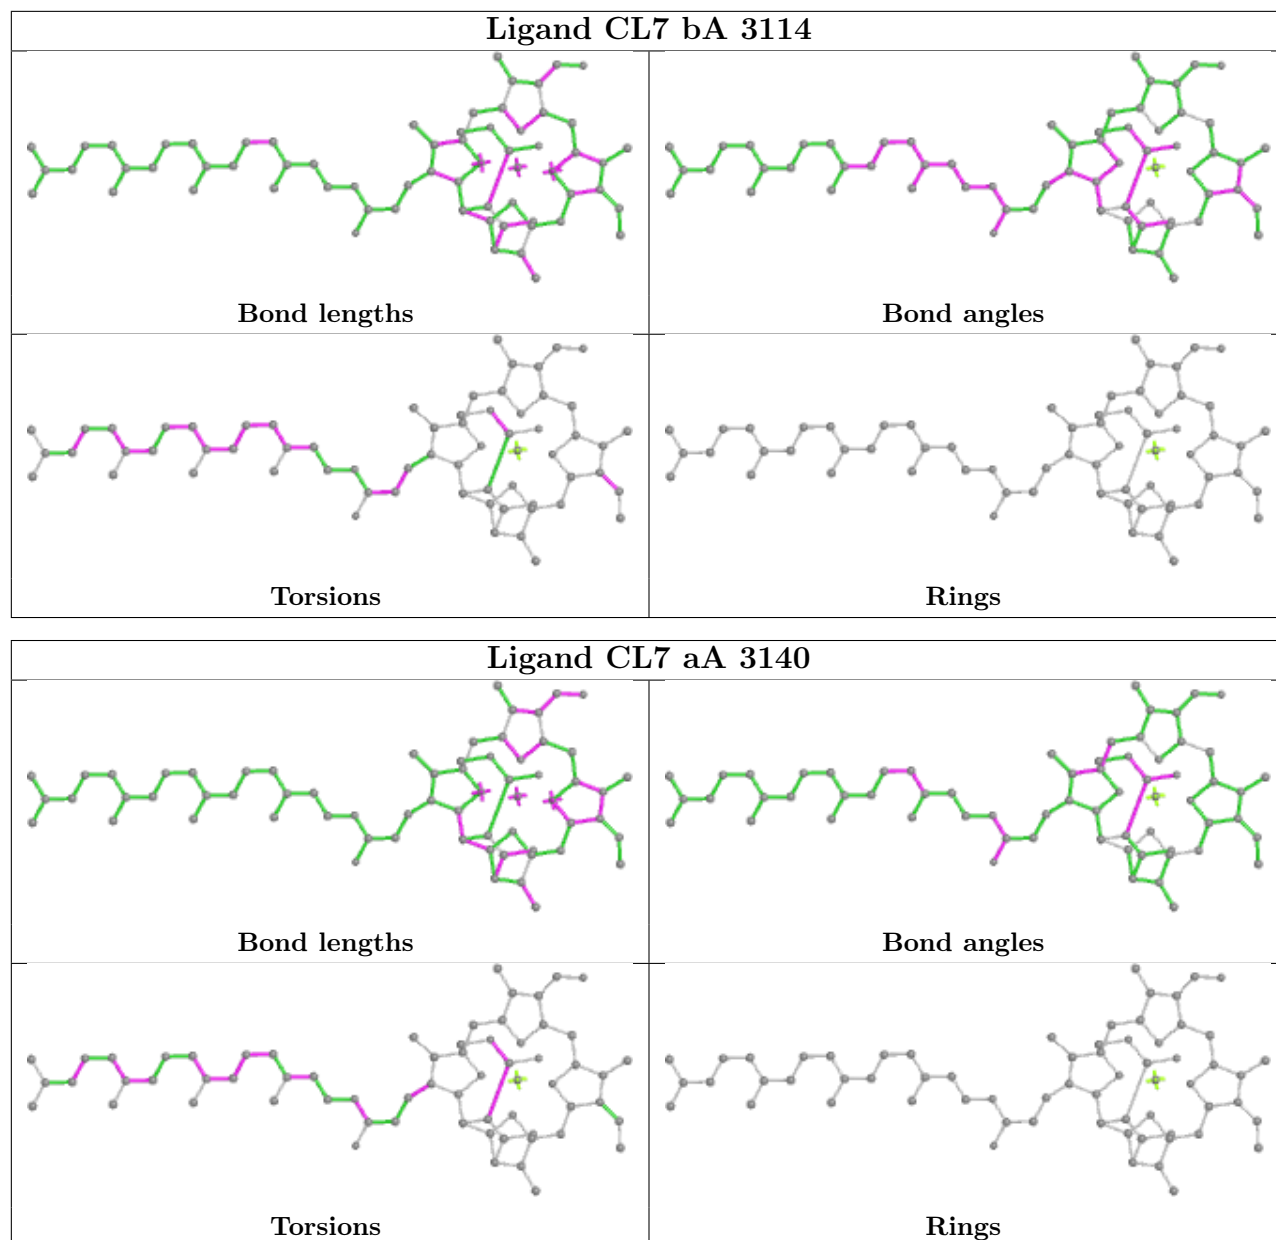 Ligand CL7 bA 3114
Bond lengths
Bond angles
Torsions
Rings
Ligand CL7 aA 3140
Bond lengths
Bond angles
Torsions
Rings